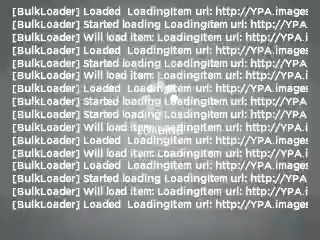 [BulkLoader] Loaded LoadingItem url: http://YPA.images
[BulkLoader] Started loading LoadingItem url: http://YPA
[BulkLoader] Will load item: LoadingItem url: http://YPA.i
[BulkLoader] Loaded LoadingItem url: http://YPA.images
[BulkLoader] Started loading LoadingItem url: http://YPA
[BulkLoader] Will load item: LoadingItem url: http://YPA.i
[BulkLoader] Loaded LoadingItem url: http://YPA.images
[BulkLoader] Started loading LoadingItem url: http://YPA
[BulkLoader] Started loading LoadingItem url: http://YPA
[BulkLoader] Will load item: LoadingItem url: http://YPA.i
Loading
[BulkLoader] Loaded LoadingItem url: http://YPA.images
[BulkLoader] Will load item: LoadingItem url: http://YPA.i
[BulkLoader] Loaded LoadingItem url: http://YPA.images
[BulkLoader] Started loading LoadingItem url: http://YPA
[BulkLoader] Will load item: LoadingItem url: http://YPA.i
[BulkLoader] Loaded LoadingItem url: http://YPA.images